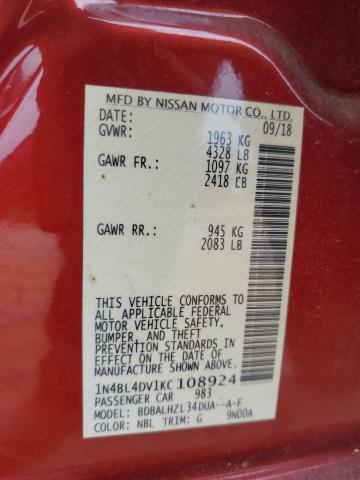 MFD BY NISSAN MOTOR CO., LTD.
DATE: 09/18
GVWR: 1963 KG
4328 LB
GAWR FR.: 1097 KG
2418 LB
GAWR RR.: 945 KG
2083 LB
THIS VEHICLE CONFORMS TO
ALL APPLICABLE FEDERAL
MOTOR VEHICLE SAFETY,
BUMPER, AND THEFT
PREVENTION STANDARDS IN
EFFECT ON THE DATE OF
MANUFACTURE SHOWN ABOVE.
1N4BL4DV1KC108924
PASSENGER CAR 983
MODEL: BDBALHZL34DUA--A-F
COLOR: NBL TRIM: G 9N00A